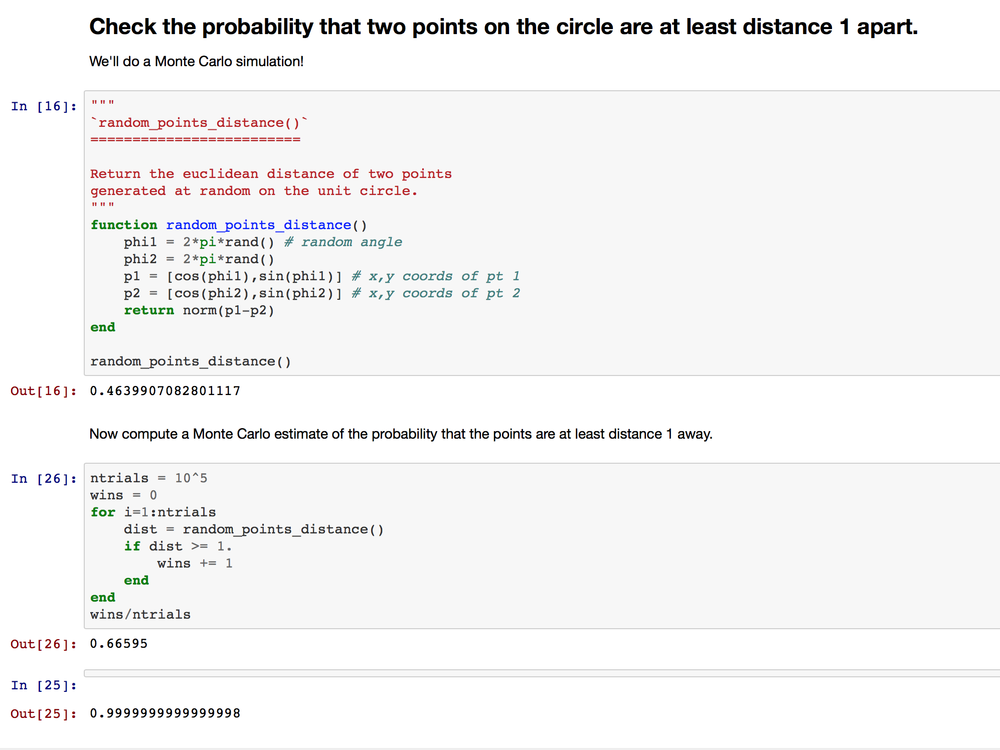 Check the probability that two points on the circle are at least distance 1 apart.
We'll do a Monte Carlo simulation!
In [16]:
"""
`random_points_distance()`
=========================
Return the euclidean distance of two points
generated at random on the unit circle.
"""
function random_points_distance()
    phi1 = 2*pi*rand() # random angle
    phi2 = 2*pi*rand()
    p1 = [cos(phi1),sin(phi1)] # x,y coords of pt 1
    p2 = [cos(phi2),sin(phi2)] # x,y coords of pt 2
    return norm(p1-p2)
end
random_points_distance()
Out[16]: 0.4639907082801117
Now compute a Monte Carlo estimate of the probability that the points are at least distance 1 away.
In [26]:
ntrials = 10^5
wins = 0
for i=1:ntrials
    dist = random_points_distance()
    if dist >= 1.
        wins += 1
    end
end
wins/ntrials
Out[26]: 0.66595
In [25]:
Out[25]: 0.9999999999999998